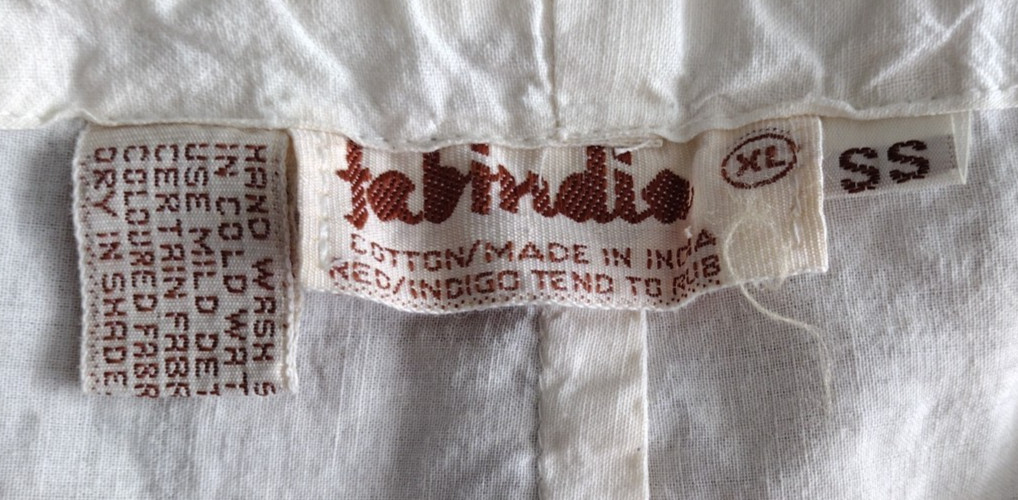 HAND WASH S
IN COLD WAT
USE MILD DET
CERTAIN FABR
COLOURED FABR
DRY IN SHADE
fabindia
COTTON/MADE IN INDIA
RED/INDIGO TEND TO RUB
XL
SS